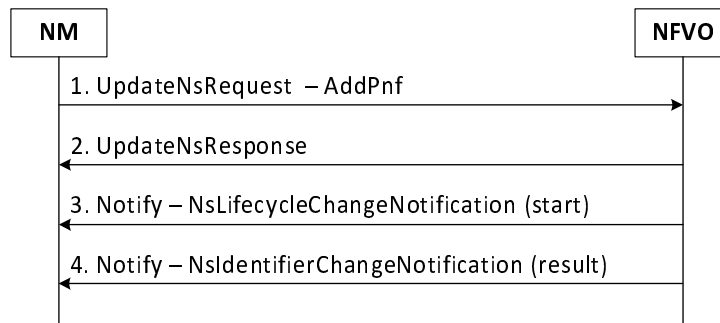 NM
NFVO
1. UpdateNsRequest – AddPnf
2. UpdateNsResponse
3. Notify – NsLifecycleChangeNotification (start)
4. Notify – NsIdentifierChangeNotification (result)